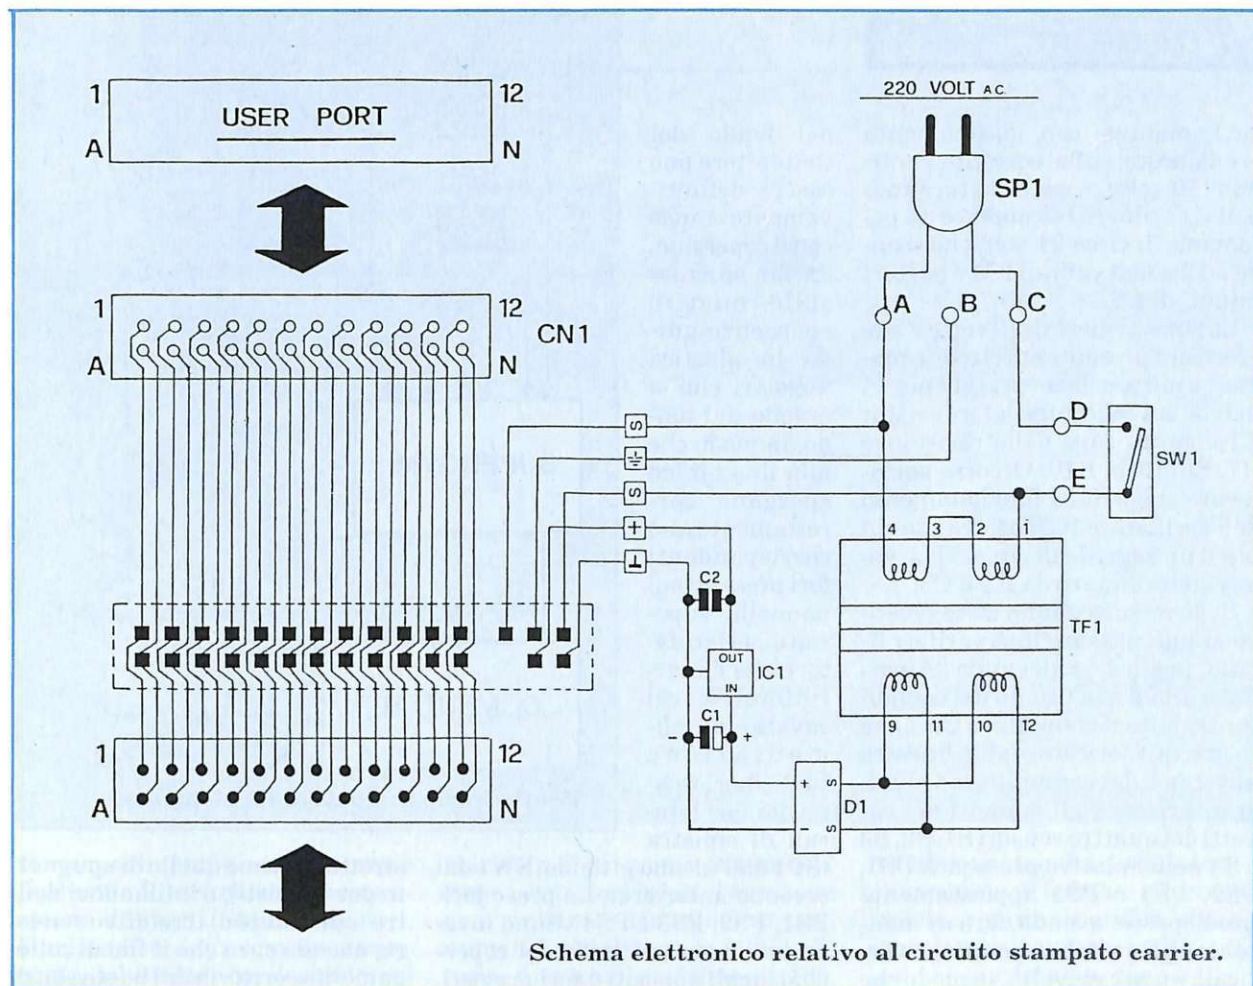 220 VOLT A.C.
1
12
USER PORT
A
N
SP1
A
B
C
1
12
CN1
A
N
D
SW1
E
S
S
+
4
3
2
1
C2
TF1
OUT
IC1
IN
C1
+
9
11
10
12
1
12
A
N
+
S
D1
-
S
Schema elettronico relativo al circuito stampato carrier.